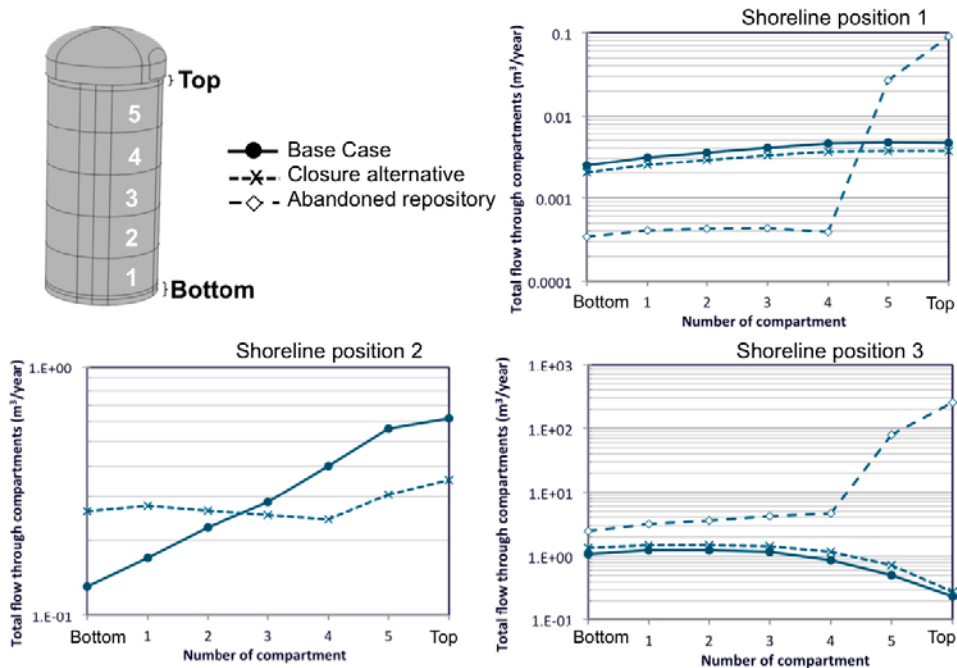 Top
5
4
3
2
1
Bottom
Base Case
Closure alternative
Abandoned repository
Shoreline position 1
Total flow through compartments (m³/year)
0.1
0.01
0.001
0.0001
Bottom 1 2 3 4 5 Top
Number of compartment
Shoreline position 2
Total flow through compartments (m³/year)
1.E+00
1.E-01
Bottom 1 2 3 4 5 Top
Number of compartment
Shoreline position 3
Total flow through compartments (m³/year)
1.E+03
1.E+02
1.E+01
1.E+00
1.E-01
Bottom 1 2 3 4 5 Top
Number of compartment